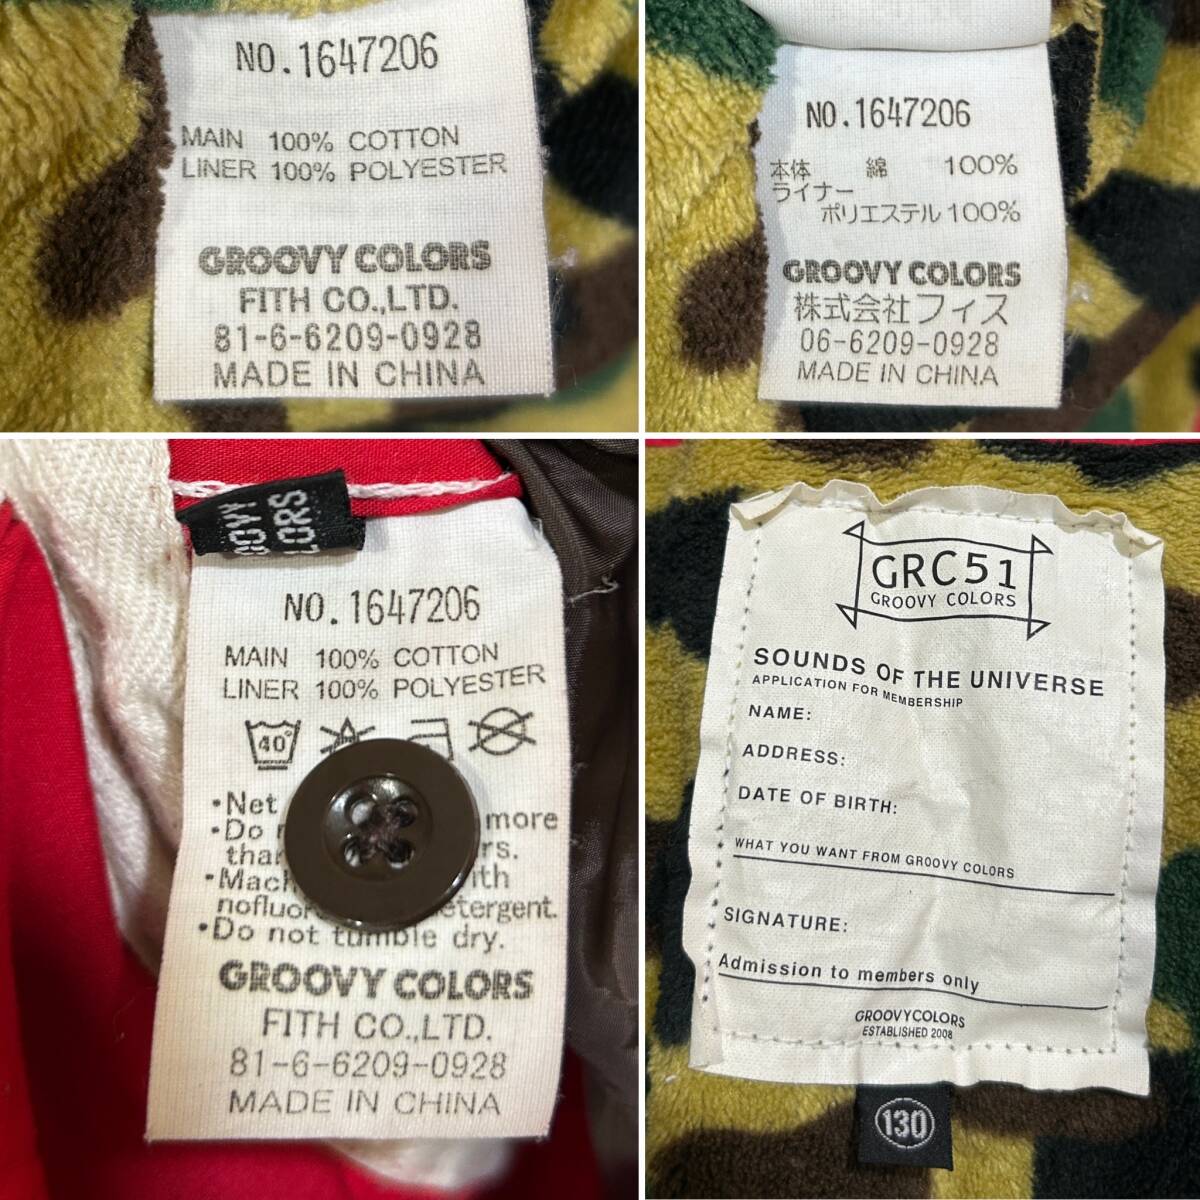 NO.1647206
MAIN 100% COTTON
LINER 100% POLYESTER
GROOVY COLORS
FITH CO.,LTD.
81-6-6209-0928
MADE IN CHINA
NO.1647206
本体 綿 100%
ライナー
ポリエステル 100%
GROOVY COLORS
株式会社フィス
06-6209-0928
MADE IN CHINA
NO.1647206
MAIN 100% COTTON
LINER 100% POLYESTER
40°
•Net
•Do more
•Mach
nofluor etergent.
•Do not tumble dry.
GROOVY COLORS
FITH CO.,LTD.
81-6-6209-0928
MADE IN CHINA
GRC51
GROOVY COLORS
SOUNDS OF THE UNIVERSE
APPLICATION FOR MEMBERSHIP
NAME:
ADDRESS:
DATE OF BIRTH:
WHAT YOU WANT FROM GROOVY COLORS
SIGNATURE:
Admission to members only
GROOVYCOLORS
ESTABLISHED 2008
130